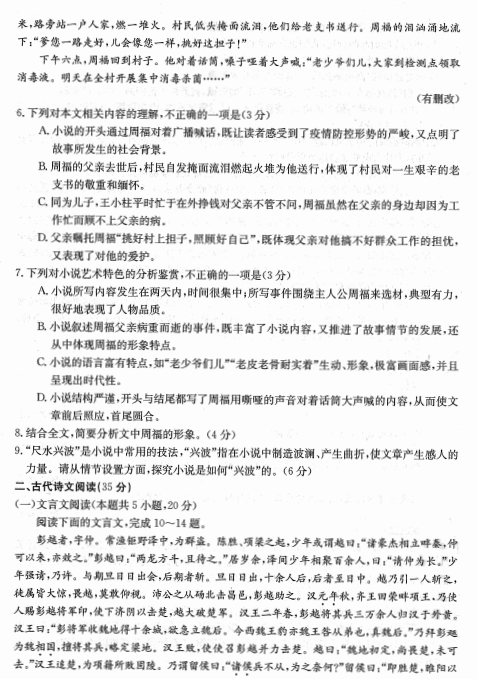 来,路旁站一户人家,燃一堆火。村民低头掩面流泪,他们给老支书送行。周福的泪汹涌地流
下:“爹您一路走好,儿会像您一样,挑好这担子!”
下午六点,周福回到村子。他对着话筒,嗓子哑着大声喊:“老少爷们儿,大家到检测点领取
消毒液。明天在全村开展集中消毒杀菌……”
(有删改)
6.下列对本文相关内容的理解,不正确的一项是(3分)
A.小说的开头通过周福对着广播喊话,既让读者感受到了疫情防控形势的严峻,又点明了
故事所发生的社会背景。
B.周福的父亲去世后,村民自发掩面流泪燃起火堆为他送行,体现了村民对一生艰辛的老
支书的敬重和缅怀。
C.同为儿子,王小柱平时忙于在外挣钱对父亲不管不问,周福虽然在父亲的身边却因为工
作忙而顾不上父亲的病。
D.父亲嘱托周福“挑好村上担子,照顾好自己”,既体现父亲对他搞不好群众工作的担忧,
又表现了对他的爱护。
7.下列对小说艺术特色的分析鉴赏,不正确的一项是(3分)
A.小说所写内容发生在两天内,时间很集中;所写事件围绕主人公周福来选材,典型有力,
很好地表现了人物品质。
B.小说叙述周福父亲病重而逝的事件,既丰富了小说内容,又推进了故事情节的发展,还
从中体现周福的形象特点。
C.小说的语言富有特点,如“老少爷们儿”“老皮老骨耐实着”生动、形象,极富画面感,并且
呈现出时代性。
D.小说结构严谨,开头与结尾都写了周福用嘶哑的声音对着话筒大声喊的内容,从而使文
章前后照应,首尾圆合。
8.结合全文,简要分析文中周福的形象。(4分)
9.“尺水兴波”是小说中常用的技法,“兴波”指在小说中制造波澜、产生曲折,使文章产生感人的
力量。请从情节设置方面,探究小说是如何“兴波”的。(6分)
二、古代诗文阅读(35分)
(一)文言文阅读(本题共5小题,20分)
阅读下面的文言文,完成10~14题。
彭越者,字仲。常渔钜野泽中,为群盗。陈胜、项梁之起,少年或谓越曰:“诸豪杰相立畔秦,仲
可以来,亦效之。”彭越曰:“两龙方斗,且待之。”居岁余,泽间少年相聚百余人,曰:“请仲为长。”少
年强请,乃许。与期旦日日出会,后期者斩。旦日日出,十余人后,后者至日中。越乃引一人斩之,
徒属皆大惊,畏越,莫敢仰视。沛公之从砀北击昌邑,彭越助之。汉元年秋,齐王田荣畔项王,乃使
人赐彭越将军印,使下济阴以击楚,越大破楚军。汉王二年春,彭越将其兵三万余人归汉于外黄。
汉王曰:“彭将军收魏地得十余城,欲急立魏后。今西魏王豹亦魏王咎从弟也,真魏后。”乃拜彭越
为魏相国,擅将其兵,略定梁地。汉王败,使使召彭越并力击楚。越曰:“魏地初定,尚畏楚,未可
去。”汉王追楚,为项籍所败固陵。乃谓留侯曰:“诸侯兵不从,为之奈何?”留侯曰:“即胜楚,睢阳以